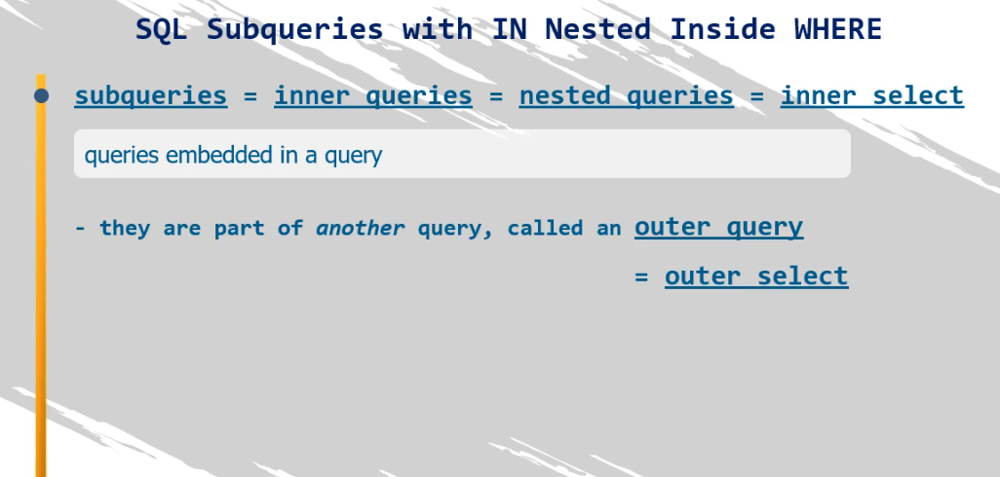 SQL Subqueries with IN Nested Inside WHERE
subqueries = inner queries = nested queries = inner select
queries embedded in a query
- they are part of another query, called an outer query
= outer select